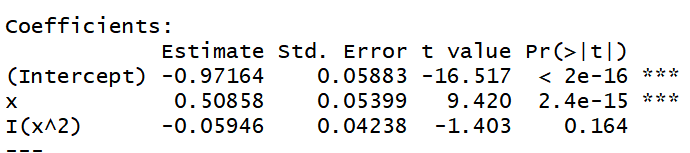 Coefficients:
            Estimate Std. Error t value Pr(>|t|)
(Intercept) -0.97164    0.05883 -16.517  < 2e-16 ***
x            0.50858    0.05399   9.420  2.4e-15 ***
I(x^2)      -0.05946    0.04238  -1.403    0.164
---